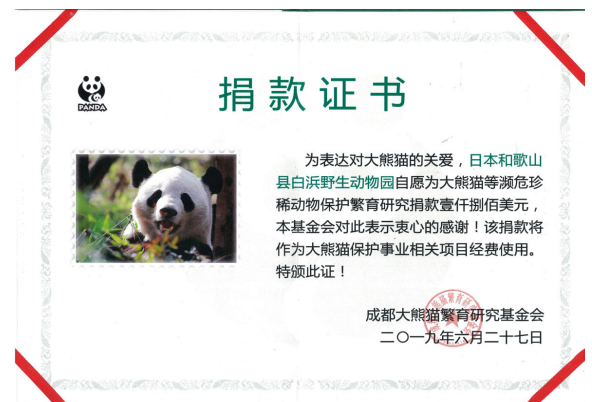 PANDA
捐款证书
为表达对大熊猫的关爱，日本和歌山
县白浜野生动物园自愿为大熊猫等濒危珍
稀动物保护繁育研究捐款壹仟捌佰美元，
本基金会对此表示衷心的感谢！该捐款将
作为大熊猫保护事业相关项目经费使用。
特颁此证！
成都大熊猫繁育研究基金会
二〇一九年六月二十七日